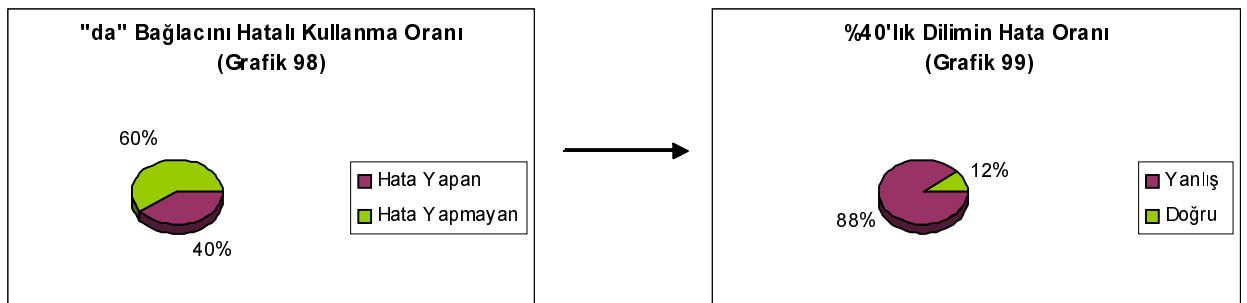 "da" Bağlacını Hatalı Kullanma Oranı
(Grafik 98)
60%
40%
Hata Yapan
Hata Yapmayan
%40'lık Dilimin Hata Oranı
(Grafik 99)
12%
88%
Yanlış
Doğru